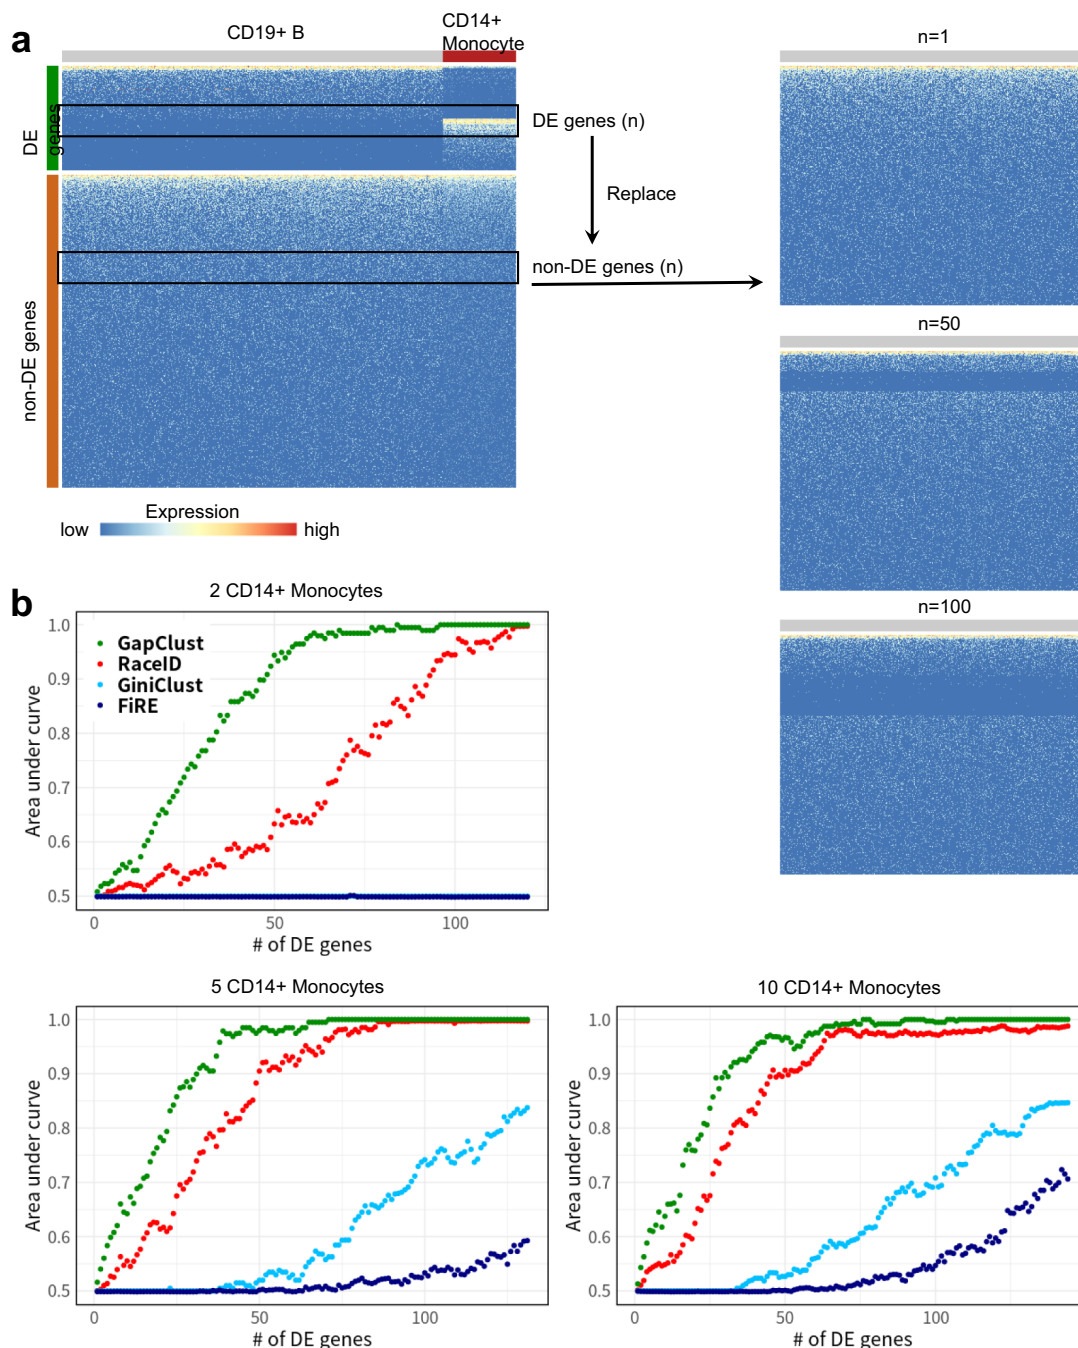 a
CD19+ B
CD14+
Monocyte
DE
genes
non-DE genes
DE genes (n)
Replace
non-DE genes (n)
n=1
n=50
n=100
Expression
low
high
b
2 CD14+ Monocytes
GapClust
RaceID
GiniClust
FiRE
Area under curve
1.0
0.9
0.8
0.7
0.6
0.5
0
50
100
# of DE genes
5 CD14+ Monocytes
Area under curve
1.0
0.9
0.8
0.7
0.6
0.5
0
50
100
# of DE genes
10 CD14+ Monocytes
Area under curve
1.0
0.9
0.8
0.7
0.6
0.5
0
50
100
# of DE genes